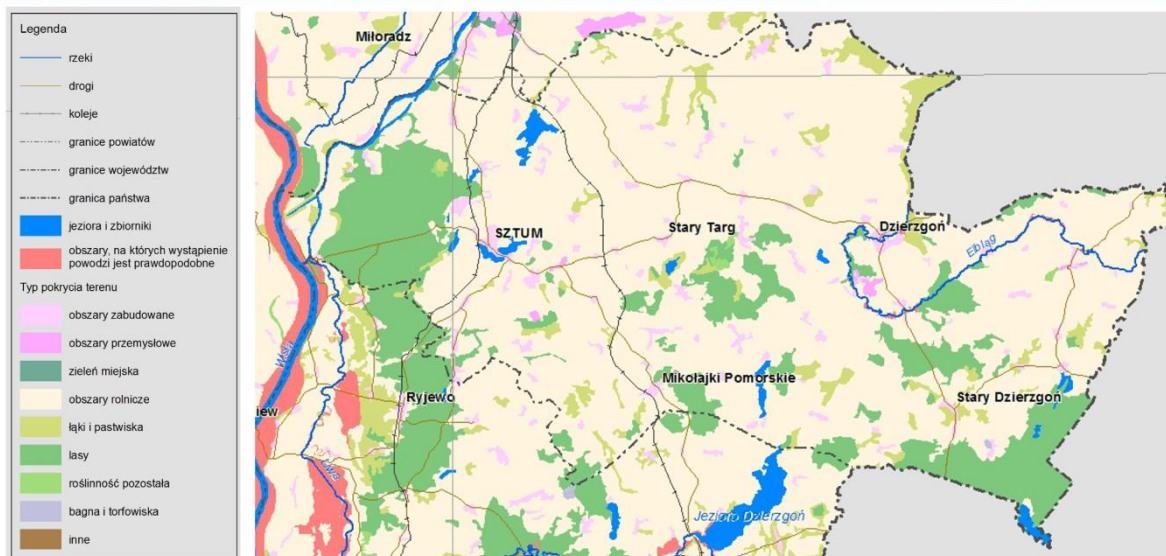 Legenda
rzeki
drogi
koleje
granice powiatów
granice województw
granica państwa
jeziora i zbiorniki
obszary, na których wystąpienie
powodzi jest prawdopodobne
Typ pokrycia terenu
obszary zabudowane
obszary przemysłowe
zieleń miejska
obszary rolnicze
łąki i pastwiska
lasy
roślinność pozostała
bagna i torfowiska
inne
Miłoradz
SZTUM
Stary Targ
Dzierzgoń
Elbląg
Wisła
Mikołajki Pomorskie
Ryjewo
Stary Dzierzgoń
iew
Liwa
Jezioro Dzierzgoń